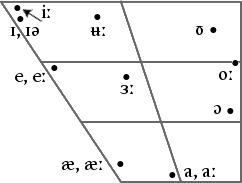 iː
ɪ, ɪə
ʉː
ʊ
e, eː
ɜː
oː
ɔ
æ, æː
a, aː